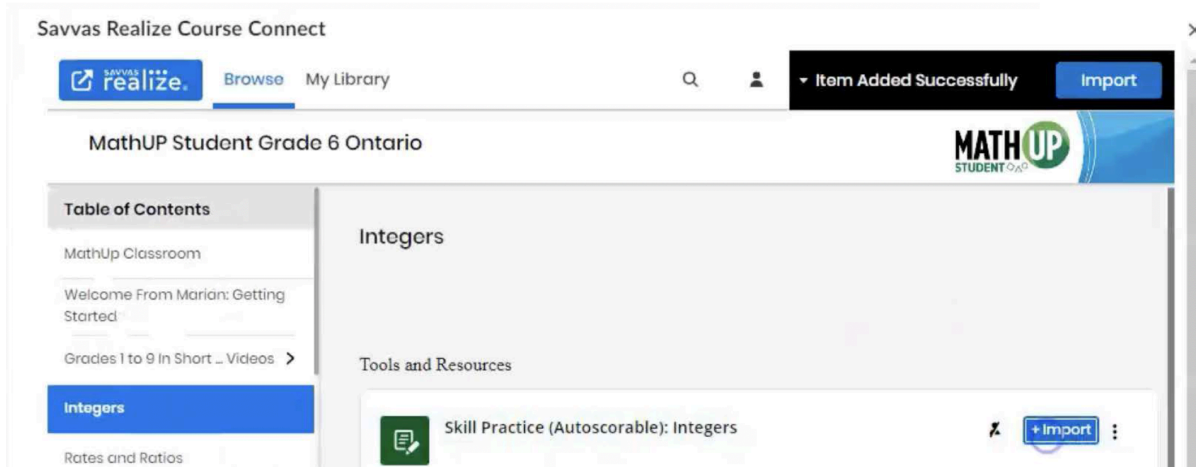 Savvas Realize Course Connect
savvas realize.
Browse
My Library
Item Added Successfully
Import
MathUP Student Grade 6 Ontario
MATH UP
STUDENT
Table of Contents
MathUp Classroom
Welcome From Marian: Getting
Started
Grades 1 to 9 In Short ... Videos
Integers
Rates and Ratios
Integers
Tools and Resources
Skill Practice (Autoscorable): Integers
+Import